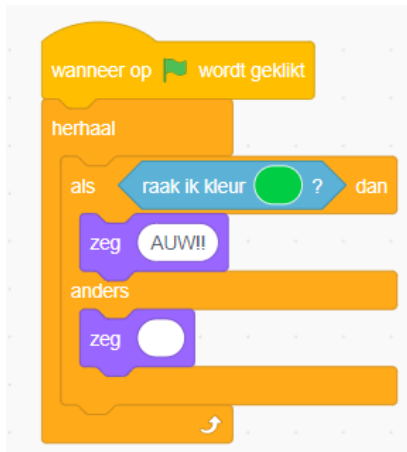 wanneer op wordt geklikt
herhaal
als raak ik kleur ? dan
zeg AUW!!
anders
zeg